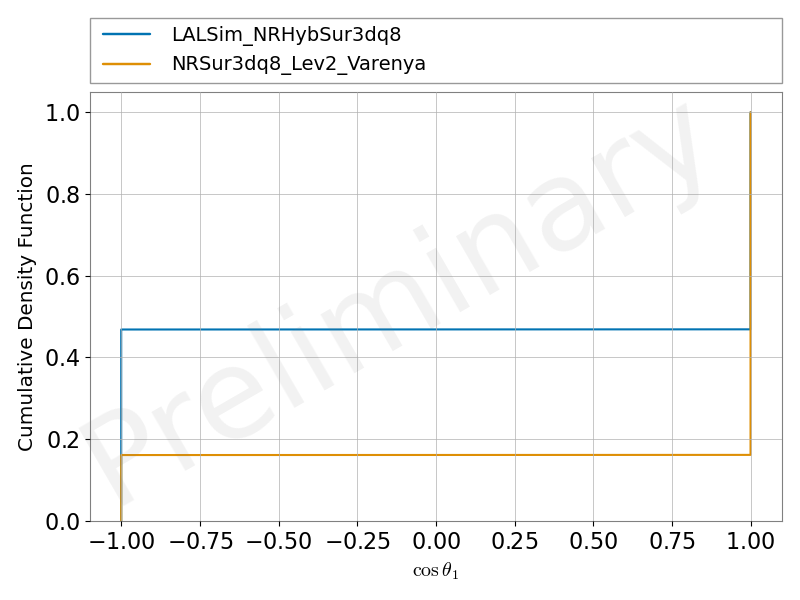 LALSim_NRHybSur3dq8
NRSur3dq8_Lev2_Varenya
Preliminary
Cumulative Density Function
1.0
0.8
0.6
0.4
0.2
0.0
−1.00 −0.75 −0.50 −0.25 0.00 0.25 0.50 0.75 1.00
cos θ₁